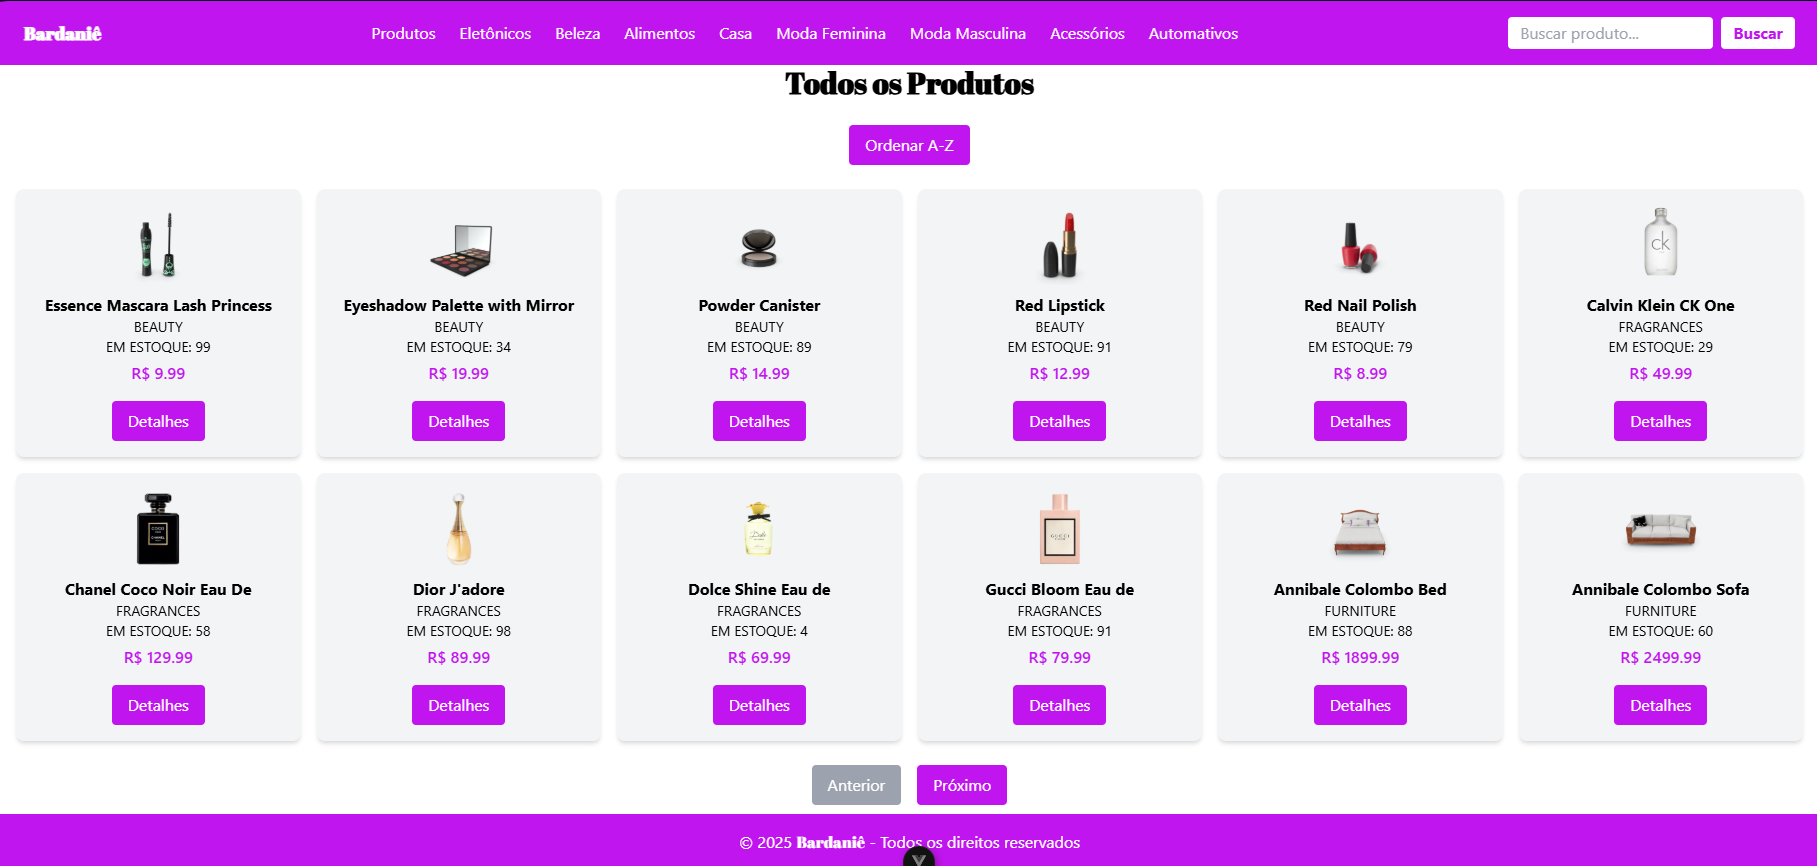 Bardaniê
Produtos Eletônicos Beleza Alimentos Casa Moda Feminina Moda Masculina Acessórios Automativos
Buscar produto... Buscar
Todos os Produtos
Ordenar A-Z
Essence Mascara Lash Princess
BEAUTY
EM ESTOQUE: 99
R$ 9.99
Detalhes
Eyeshadow Palette with Mirror
BEAUTY
EM ESTOQUE: 34
R$ 19.99
Detalhes
Powder Canister
BEAUTY
EM ESTOQUE: 89
R$ 14.99
Detalhes
Red Lipstick
BEAUTY
EM ESTOQUE: 91
R$ 12.99
Detalhes
Red Nail Polish
BEAUTY
EM ESTOQUE: 79
R$ 8.99
Detalhes
ck
Calvin Klein CK One
FRAGRANCES
EM ESTOQUE: 29
R$ 49.99
Detalhes
COCO
CHANEL
Chanel Coco Noir Eau De
FRAGRANCES
EM ESTOQUE: 58
R$ 129.99
Detalhes
Dior J'adore
FRAGRANCES
EM ESTOQUE: 98
R$ 89.99
Detalhes
Dolce Shine Eau de
FRAGRANCES
EM ESTOQUE: 4
R$ 69.99
Detalhes
GUCCI
Gucci Bloom Eau de
FRAGRANCES
EM ESTOQUE: 91
R$ 79.99
Detalhes
Annibale Colombo Bed
FURNITURE
EM ESTOQUE: 88
R$ 1899.99
Detalhes
Annibale Colombo Sofa
FURNITURE
EM ESTOQUE: 60
R$ 2499.99
Detalhes
Anterior Próximo
© 2025 Bardaniê - Todos os direitos reservados